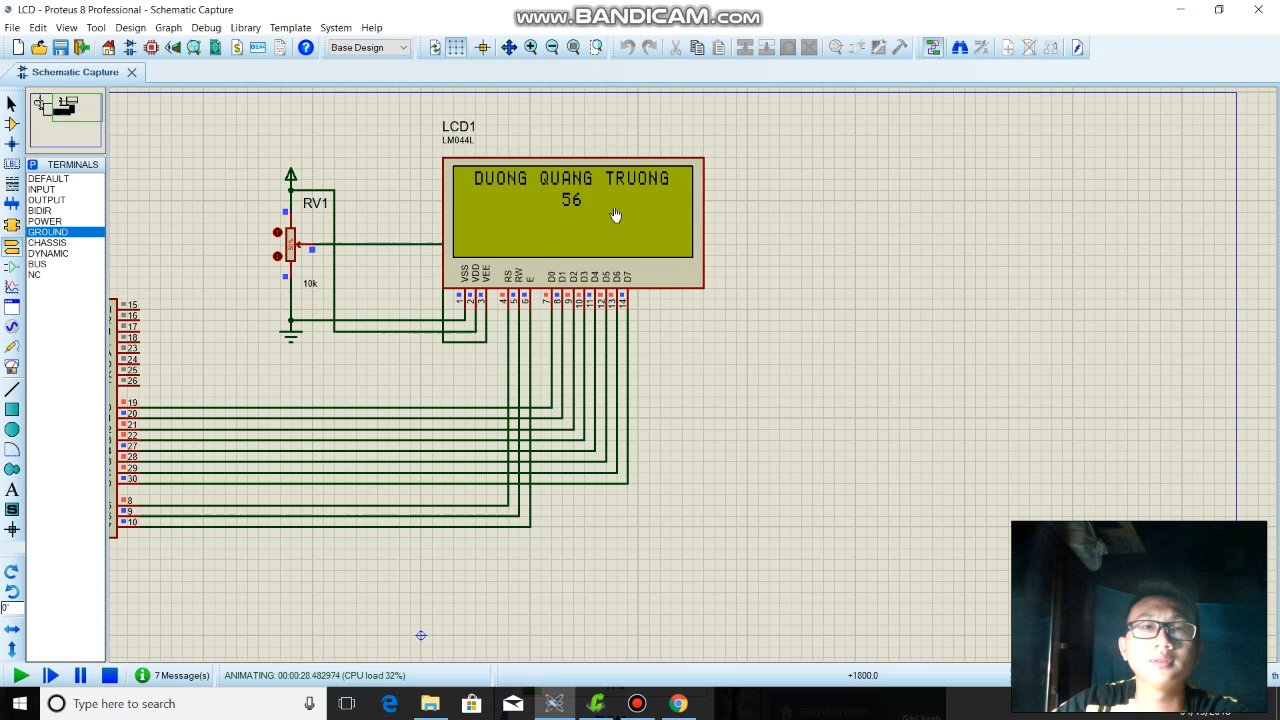 LCD - Proteus 8 Professional - Schematic Capture
www.BANDICAM.com
File Edit View Tool Design Graph Debug Library Template System Help
Base Design
Schematic Capture
P TERMINALS
DEFAULT
INPUT
OUTPUT
BIDIR
POWER
GROUND
CHASSIS
DYNAMIC
BUS
NC
LCD1
LM044L
DUONG QUANG TRUONG
56
RV1
10k
VSS VDD VEE RS RW E D0 D1 D2 D3 D4 D5 D6 D7
1 2 3 4 5 6 7 8 9 10 11 12 13 14
15
16
17
18
23
24
25
26
19
20
21
22
27
28
29
30
8
9
10
0°
7 Message(s)
ANIMATING: 00:00:28.482974 (CPU load 32%)
+1800.0
th
Type here to search